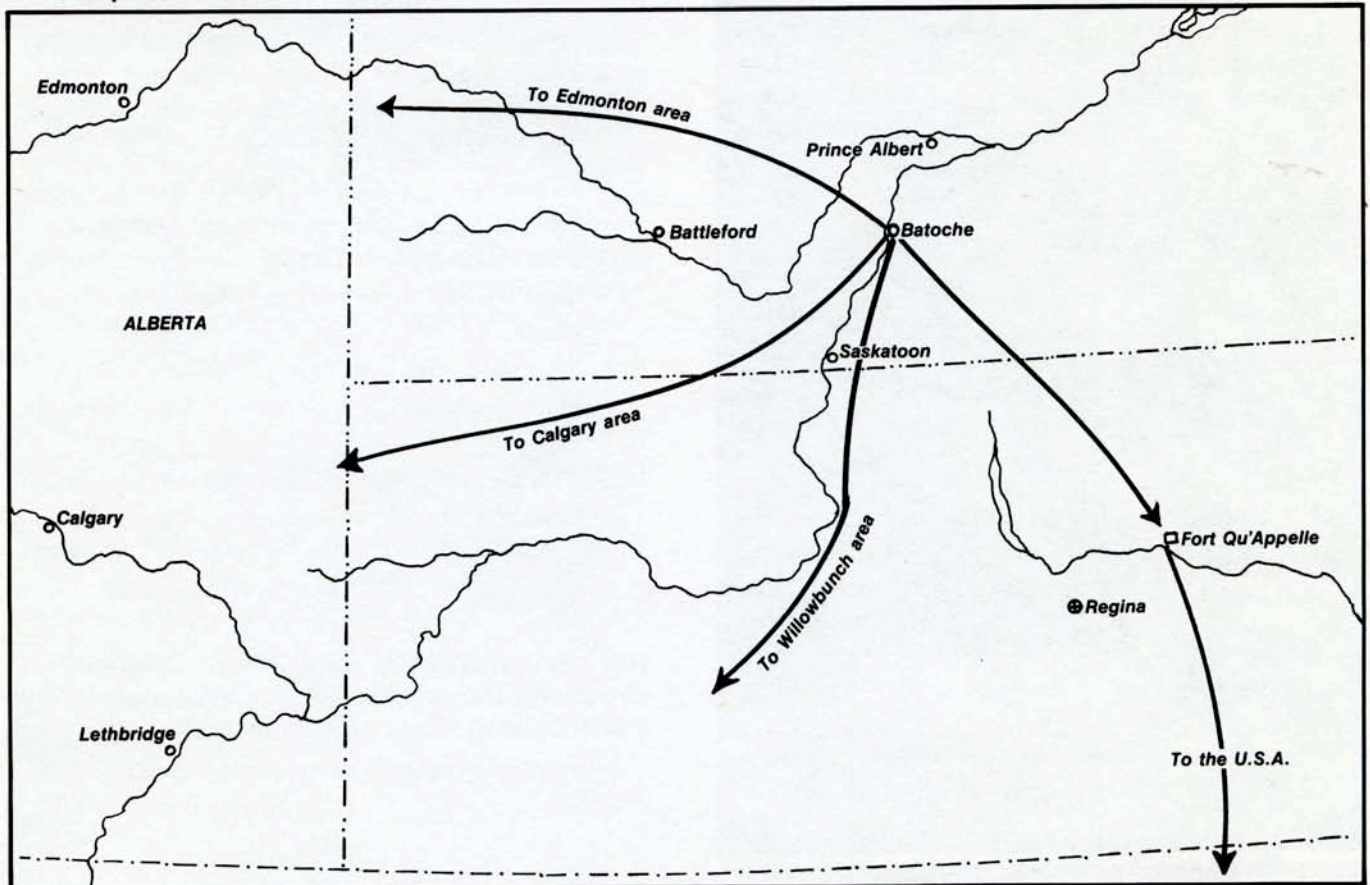 Edmonton
To Edmonton area
Prince Albert
Battleford
Batoche
ALBERTA
Saskatoon
To Calgary area
Calgary
Fort Qu'Appelle
To Willowbunch area
Regina
Lethbridge
To the U.S.A.